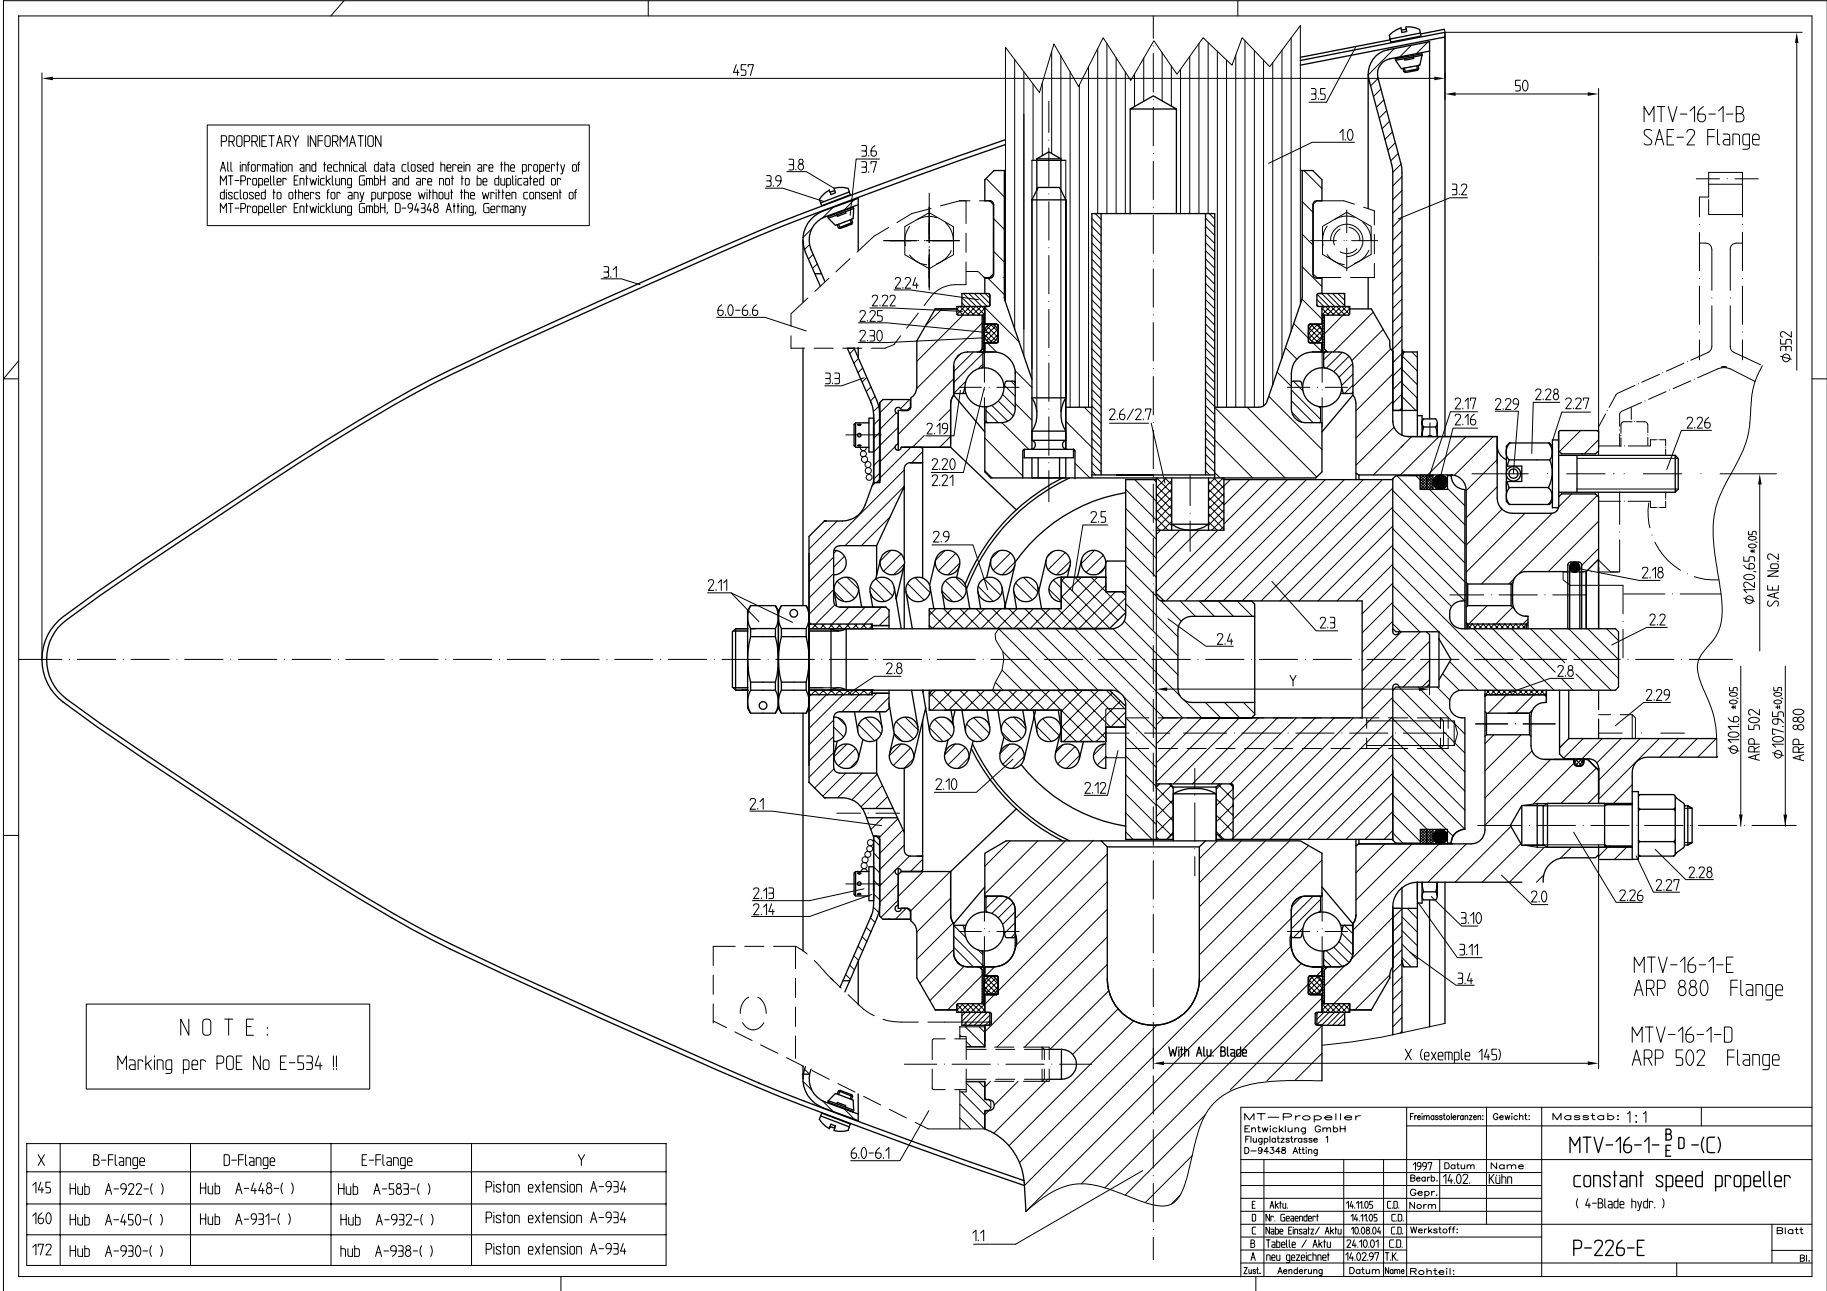 457
50
3.5
MTV-16-1-B
SAE-2 Flange
PROPRIETARY INFORMATION
All information and technical data closed herein are the property of
MT-Propeller Entwicklung GmbH and are not to be duplicated or
disclosed to others for any purpose without the written consent of
MT-Propeller Entwicklung GmbH, D-94348 Atting, Germany
3.8
3.9
3.6
3.7
1.0
3.2
3.1
2.24
2.22
2.25
2.30
6.0-6.6
3.3
⌀352
2.6/2.7
2.17
2.16
2.29
2.28
2.27
2.26
2.19
2.20
2.21
2.5
2.9
2.18
⌀120,65 ±0,05
SAE No.2
2.11
2.3
2.4
2.2
2.8
Y
2.8
2.29
⌀101.6 ±0.05
ARP 502
⌀107.95 ±0.05
ARP 880
2.10
2.12
2.1
2.13
2.14
2.0
2.26
2.27
2.28
3.10
3.11
3.4
MTV-16-1-E
ARP 880 Flange
MTV-16-1-D
ARP 502 Flange
NOTE:
Marking per POE No E-534 !!
With Alu. Blade
X (exemple 145)
6.0-6.1
1.1
X B-Flange D-Flange E-Flange Y
145 Hub A-922-( ) Hub A-448-( ) Hub A-583-( ) Piston extension A-934
160 Hub A-450-( ) Hub A-931-( ) Hub A-932-( ) Piston extension A-934
172 Hub A-930-( ) hub A-938-( ) Piston extension A-934
MT-Propeller
Entwicklung GmbH
Flugplatzstrasse 1
D-94348 Atting
Freimasstoleranzen: Gewicht: Masstab: 1:1
MTV-16-1-B/E D -(C)
1997 Datum Name
Bearb. 14.02. Kühn
Gepr.
Norm
constant speed propeller
( 4-Blade hydr. )
E Aktu. 14.11.05 C.D.
D Nr. Geaendert 14.11.05 C.D.
C Nabe Einsatz/ Aktu 10.08.04 C.D. Werkstoff:
B Tabelle / Aktu 24.10.01 C.D.
A neu gezeichnet 14.02.97 T.K.
Zust. Aenderung Datum Name Rohteil:
P-226-E
Blatt
Bl.